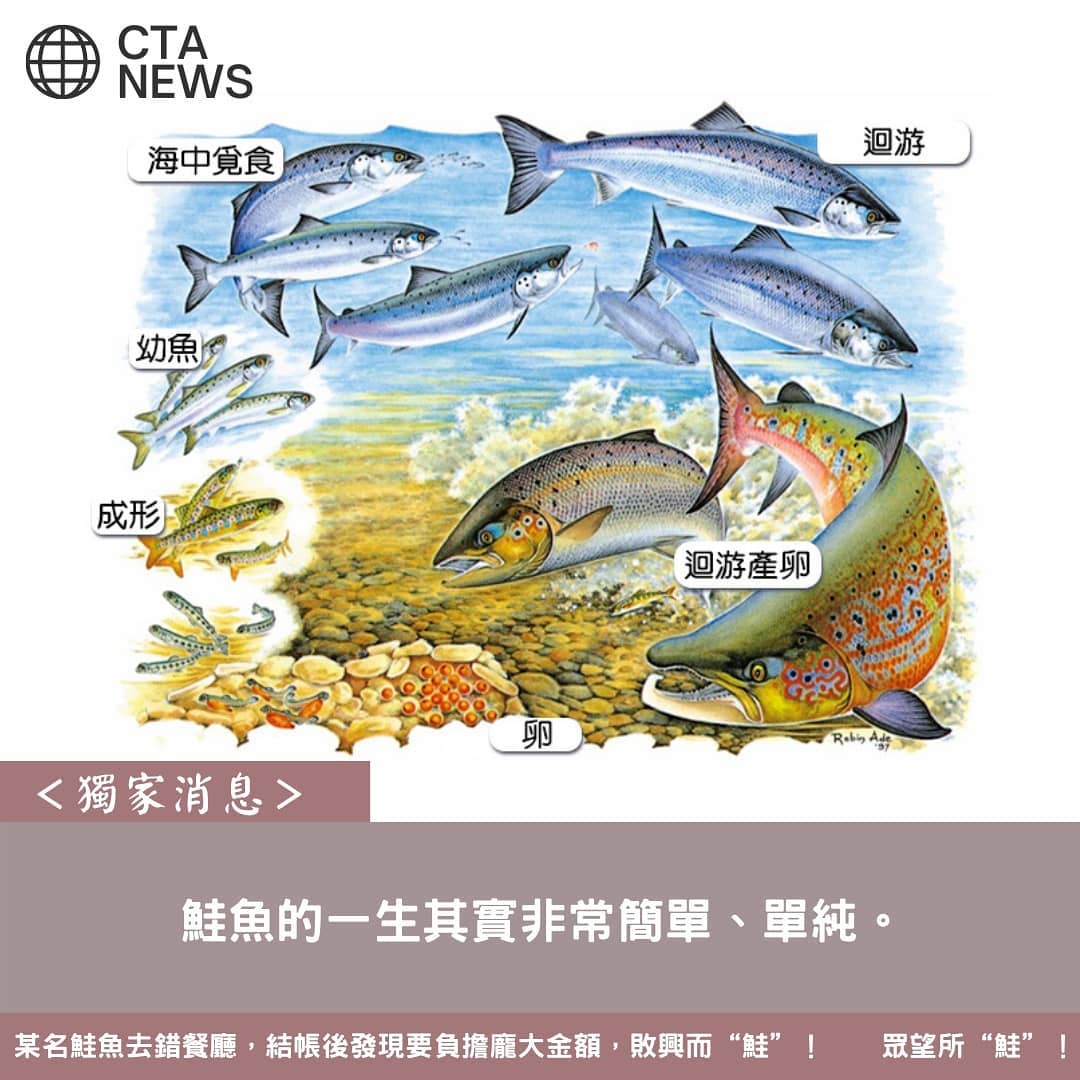 CTA
NEWS
海中覓食
迴游
幼魚
成形
迴游產卵
卵
Robin Ade
'97
＜獨家消息＞
鮭魚的一生其實非常簡單、單純。
某名鮭魚去錯餐廳，結帳後發現要負擔龐大金額，敗興而“鮭”！　　眾望所“鮭”！